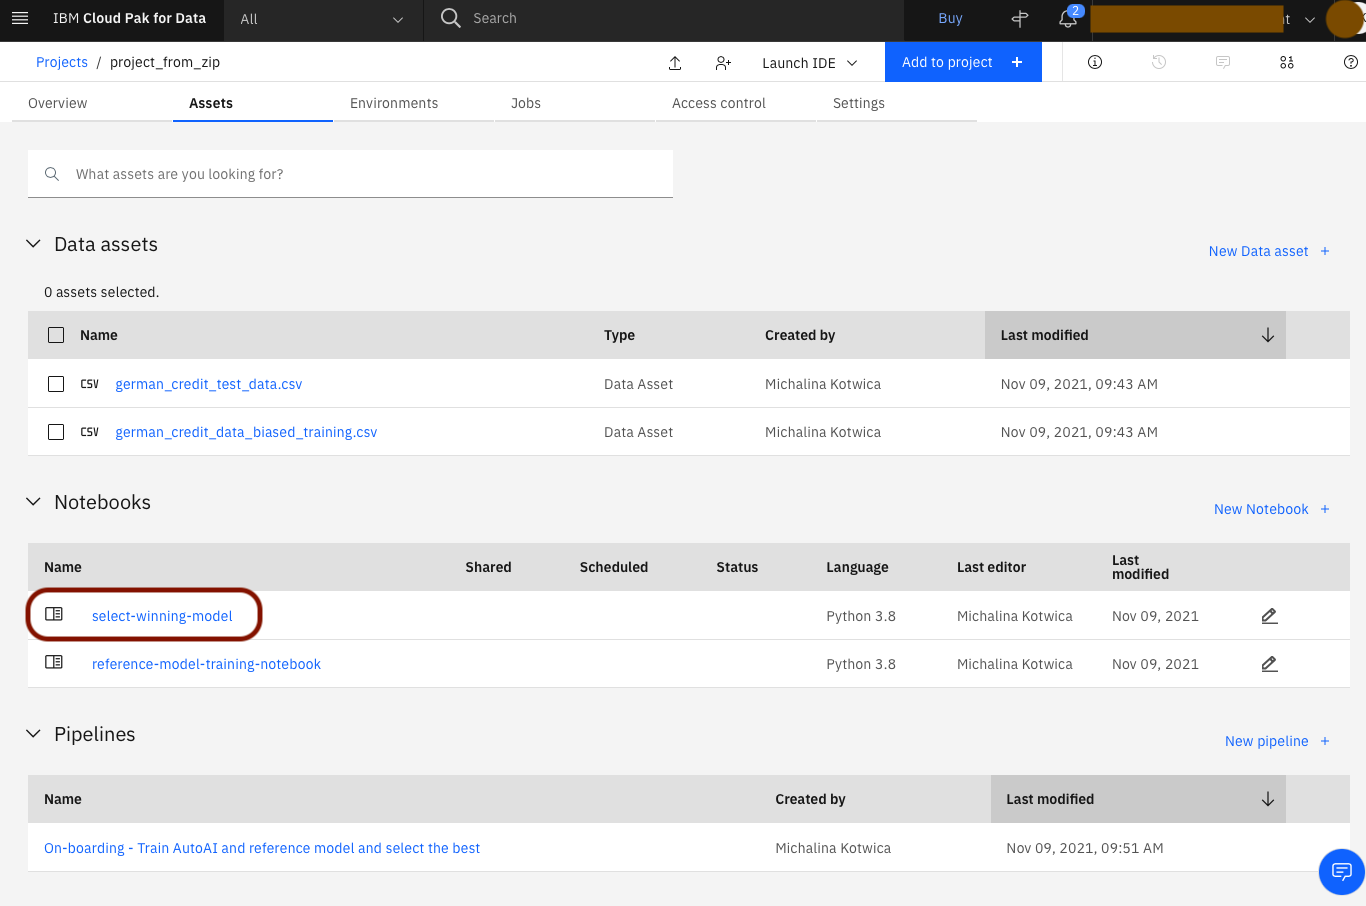 IBM Cloud Pak for Data
All
Search
Buy
2
Projects / project_from_zip
Launch IDE
Add to project +
Overview
Assets
Environments
Jobs
Access control
Settings
What assets are you looking for?
Data assets
New Data asset +
0 assets selected.
Name Type Created by Last modified
CSV german_credit_test_data.csv Data Asset Michalina Kotwica Nov 09, 2021, 09:43 AM
CSV german_credit_data_biased_training.csv Data Asset Michalina Kotwica Nov 09, 2021, 09:43 AM
Notebooks
New Notebook +
Name Shared Scheduled Status Language Last editor Last modified
select-winning-model Python 3.8 Michalina Kotwica Nov 09, 2021
reference-model-training-notebook Python 3.8 Michalina Kotwica Nov 09, 2021
Pipelines
New pipeline +
Name Created by Last modified
On-boarding - Train AutoAI and reference model and select the best Michalina Kotwica Nov 09, 2021, 09:51 AM